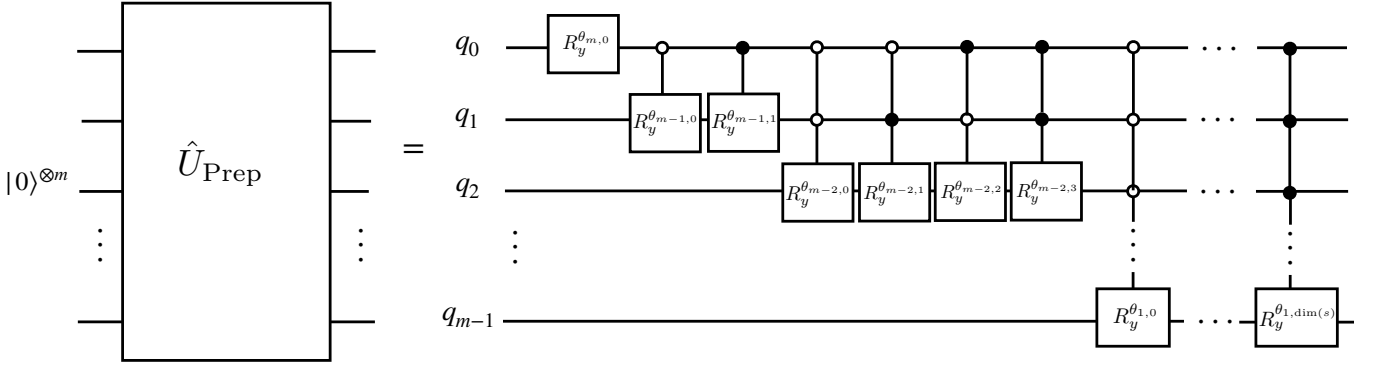 |0⟩^{⊗m}
Û_{Prep}
=
q_0
R_y^{θ_{m,0}}
· · ·
q_1
R_y^{θ_{m−1,0}} R_y^{θ_{m−1,1}}
· · ·
q_2
R_y^{θ_{m−2,0}} R_y^{θ_{m−2,1}} R_y^{θ_{m−2,2}} R_y^{θ_{m−2,3}}
· · ·
q_{m−1}
R_y^{θ_{1,0}} · · · R_y^{θ_{1,dim(s)}}